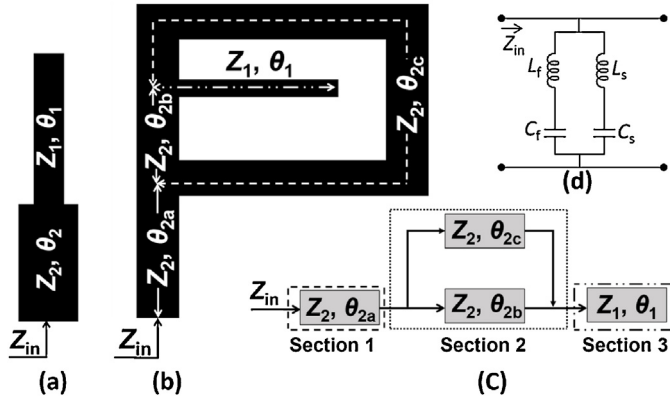 Z₁, θ₁
Z₂, θ₂
Zin
(a)
Z₁, θ₁
Z₂, θ₂b
Z₂, θ₂c
Z₂, θ₂a
Zin
(b)
Zin
Lf
Ls
Cf
Cs
(d)
Z₂, θ₂c
Zin
Z₂, θ₂a
Z₂, θ₂b
Z₁, θ₁
Section 1
Section 2
Section 3
(C)